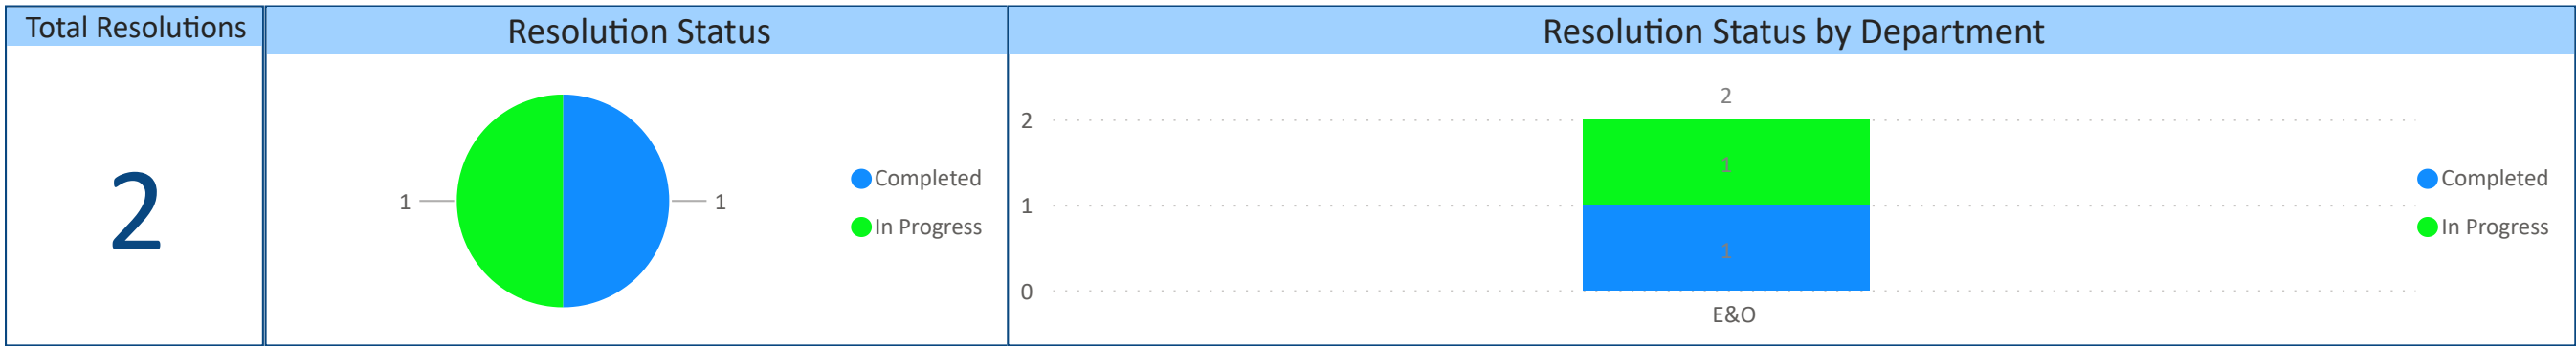 Total Resolutions
2
Resolution Status
1
1
Completed
In Progress
Resolution Status by Department
2
2
1
0
1
1
E&O
Completed
In Progress